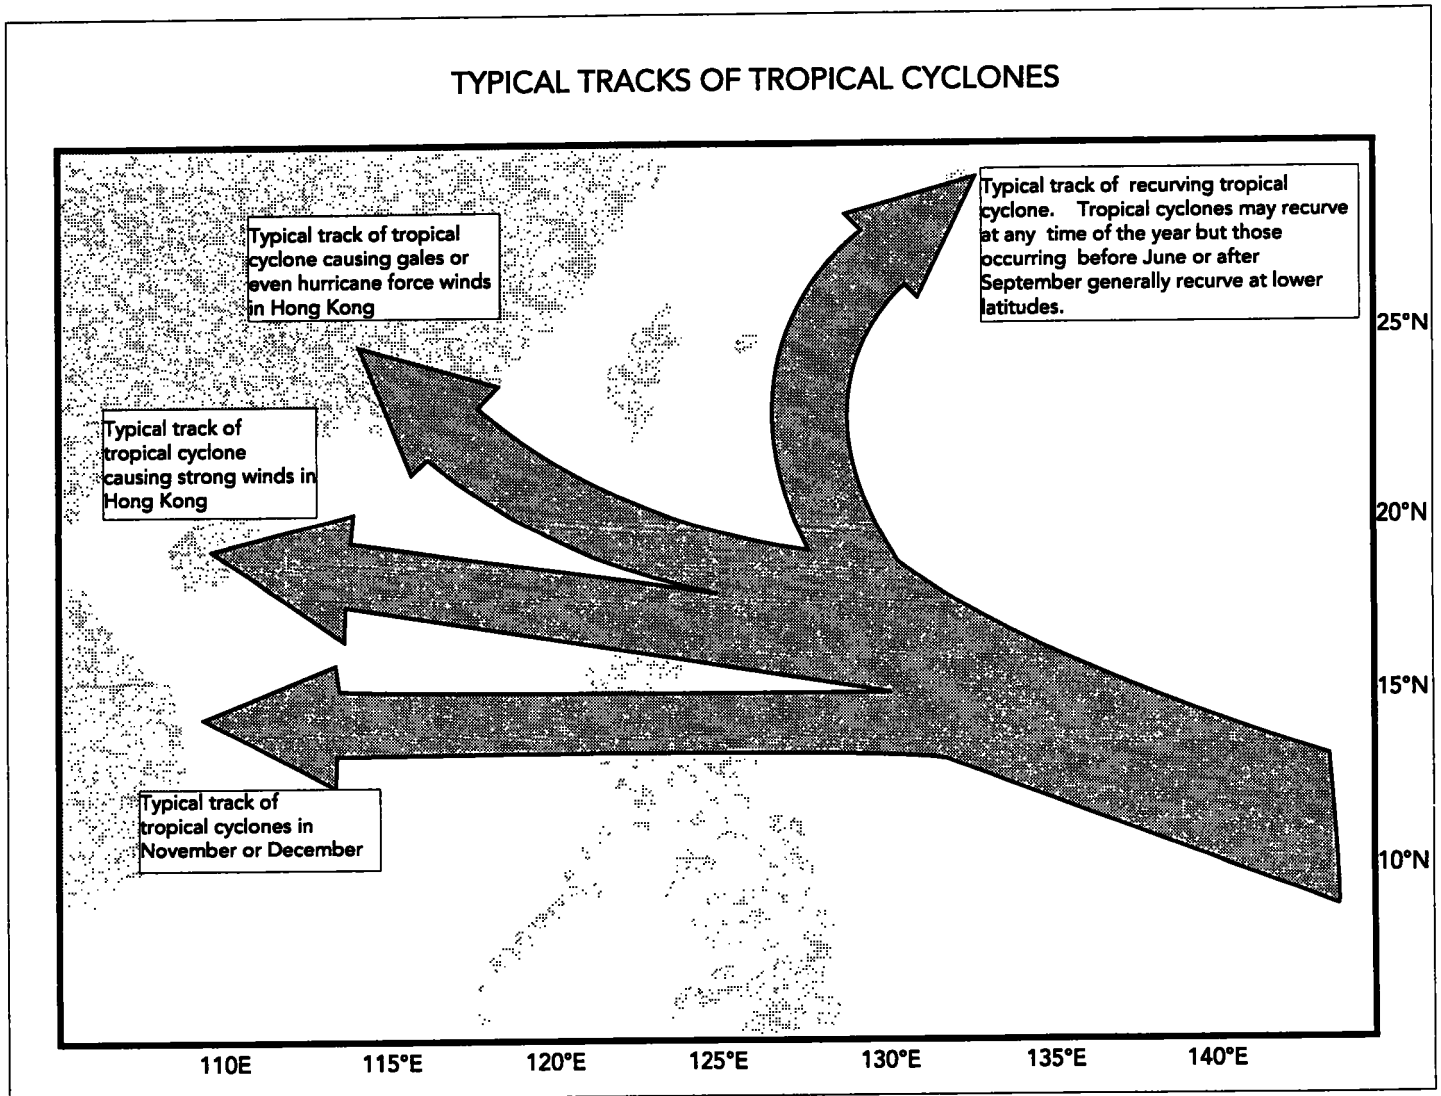 TYPICAL TRACKS OF TROPICAL CYCLONES
Typical track of recurving tropical
cyclone. Tropical cyclones may recurve
at any time of the year but those
occurring before June or after
September generally recurve at lower
latitudes.
Typical track of tropical
cyclone causing gales or
even hurricane force winds
in Hong Kong
Typical track of
tropical cyclone
causing strong winds in
Hong Kong
Typical track of
tropical cyclones in
November or December
25°N
20°N
15°N
10°N
110E
115°E
120°E
125°E
130°E
135°E
140°E